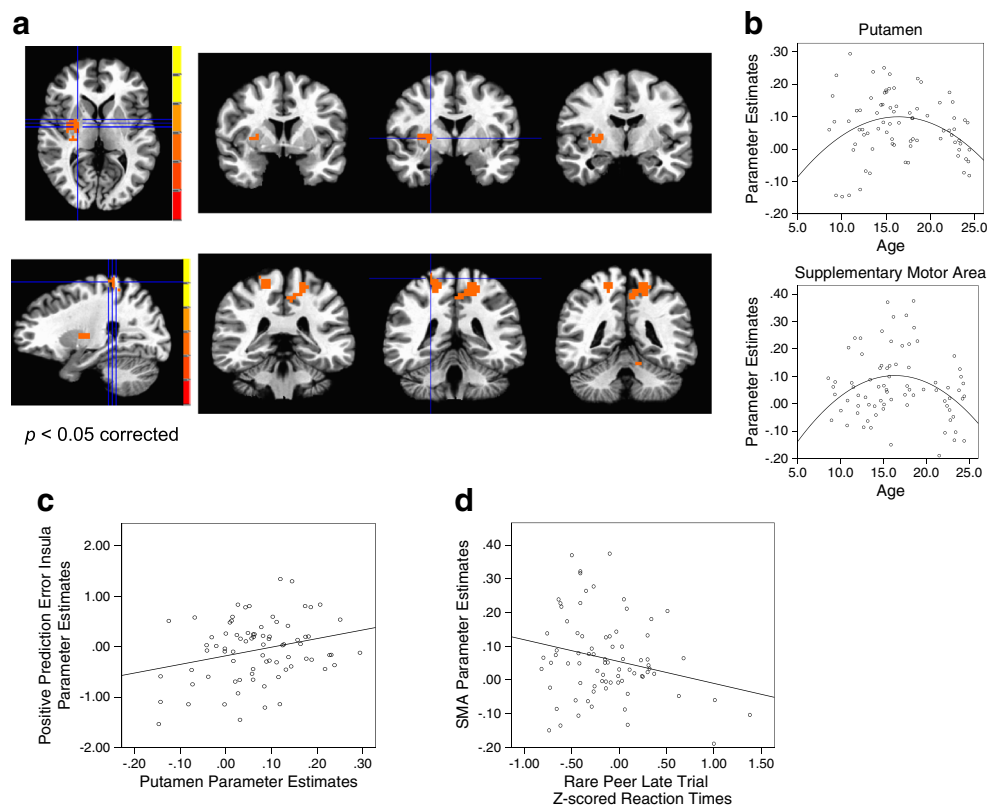 a
p < 0.05 corrected
b
Putamen
Parameter Estimates
.30
.20
.10
.00
-.10
-.20
5.0 10.0 15.0 20.0 25.0
Age
Supplementary Motor Area
Parameter Estimates
.40
.30
.20
.10
.00
-.10
-.20
5.0 10.0 15.0 20.0 25.0
Age
c
Positive Prediction Error Insula
Parameter Estimates
2.00
1.00
.00
-1.00
-2.00
-.20 -.10 .00 .10 .20 .30
Putamen Parameter Estimates
d
SMA Parameter Estimates
.40
.30
.20
.10
.00
-.10
-.20
-1.00 -.50 .00 .50 1.00 1.50
Rare Peer Late Trial
Z-scored Reaction Times